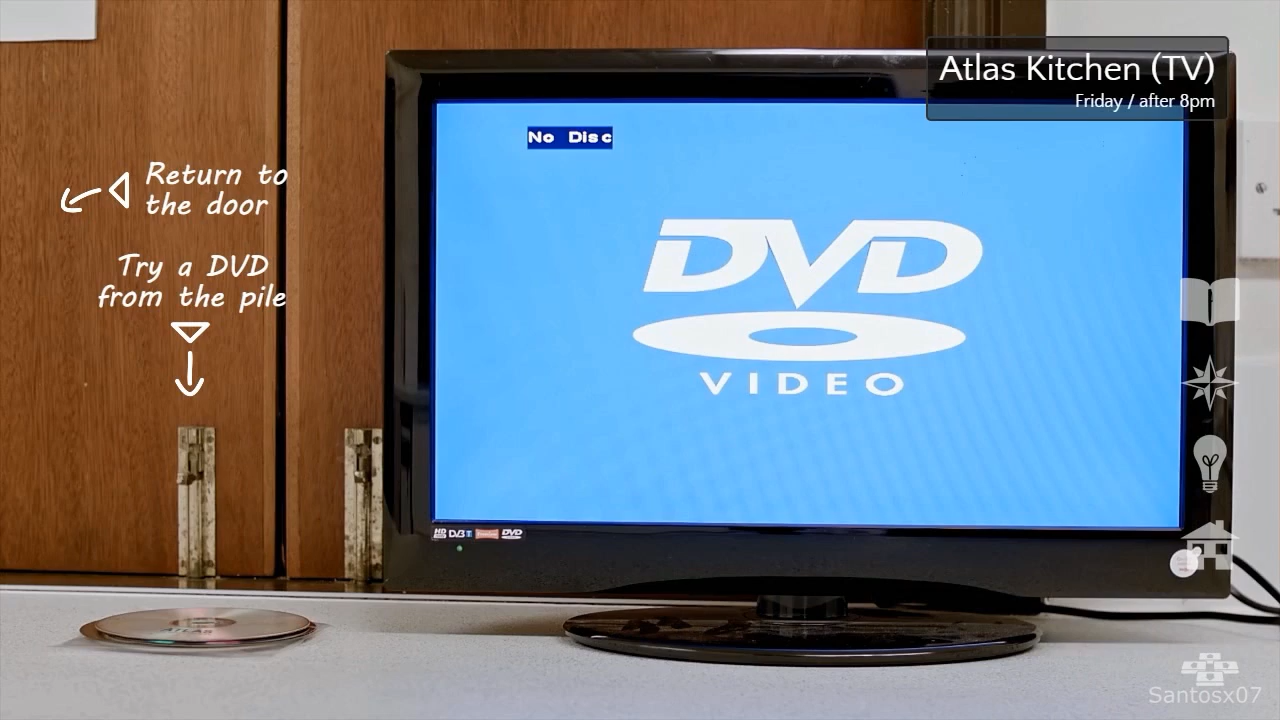 Atlas Kitchen (TV)
Friday / after 8pm
No Disc
Return to
the door
Try a DVD
from the pile
DVD
VIDEO
HD DVB T DVD
ATLAS
Santosx07